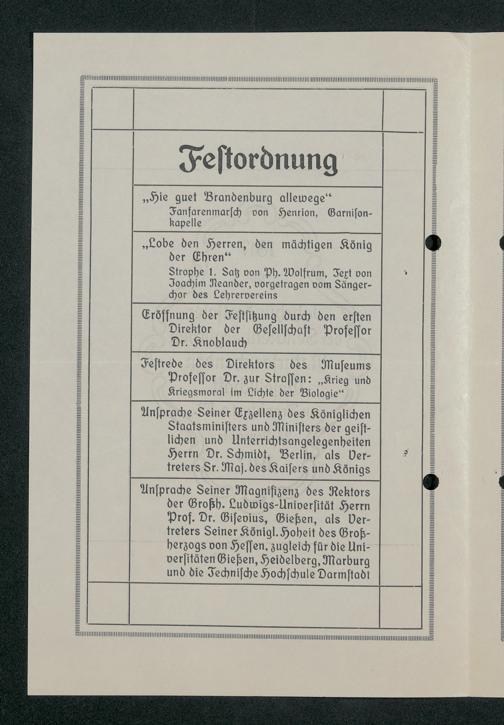 Festordnung
„Hie guet Brandenburg allewege“
Fanfarenmarsch von Henrion, Garnison-
kapelle
„Lobe den Herren, den mächtigen König
der Ehren“
Strophe 1. Satz von Ph. Wolfrum, Text von
Joachim Neander, vorgetragen vom Sänger-
chor des Lehrervereins
Eröffnung der Festsitzung durch den ersten
Direktor der Gesellschaft Professor
Dr. Knoblauch
Festrede des Direktors des Museums
Professor Dr. zur Strassen: „Krieg und
Kriegsmoral im Lichte der Biologie“
Ansprache Seiner Exzellenz des Königlichen
Staatsministers und Ministers der geist-
lichen und Unterrichtsangelegenheiten
Herrn Dr. Schmidt, Berlin, als Ver-
treters Sr. Maj. des Kaisers und Königs
Ansprache Seiner Magnifizenz des Rektors
der Großh. Ludwigs-Universität Herrn
Prof. Dr. Gisevius, Gießen, als Ver-
treters Seiner Königl. Hoheit des Groß-
herzogs von Hessen, zugleich für die Uni-
versitäten Gießen, Heidelberg, Marburg
und die Technische Hochschule Darmstadt